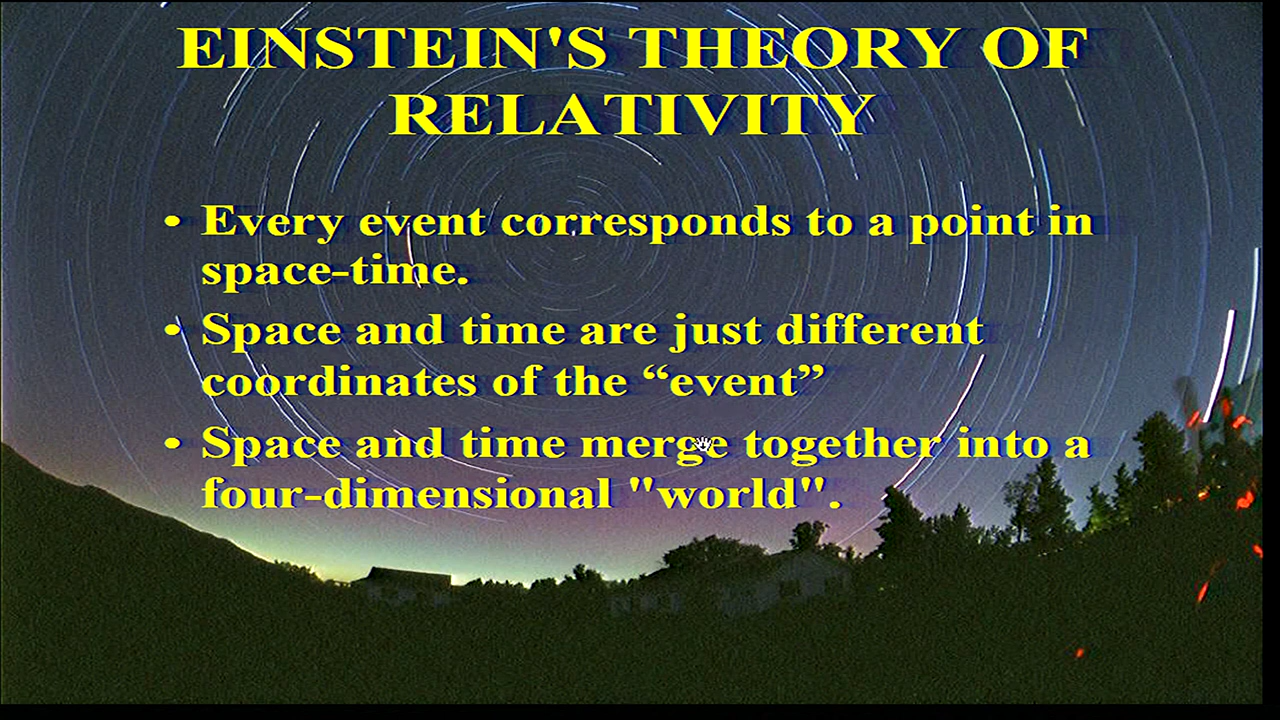 EINSTEIN'S THEORY OF
RELATIVITY
• Every event corresponds to a point in
space-time.
• Space and time are just different
coordinates of the “event”
• Space and time merge together into a
four-dimensional "world".